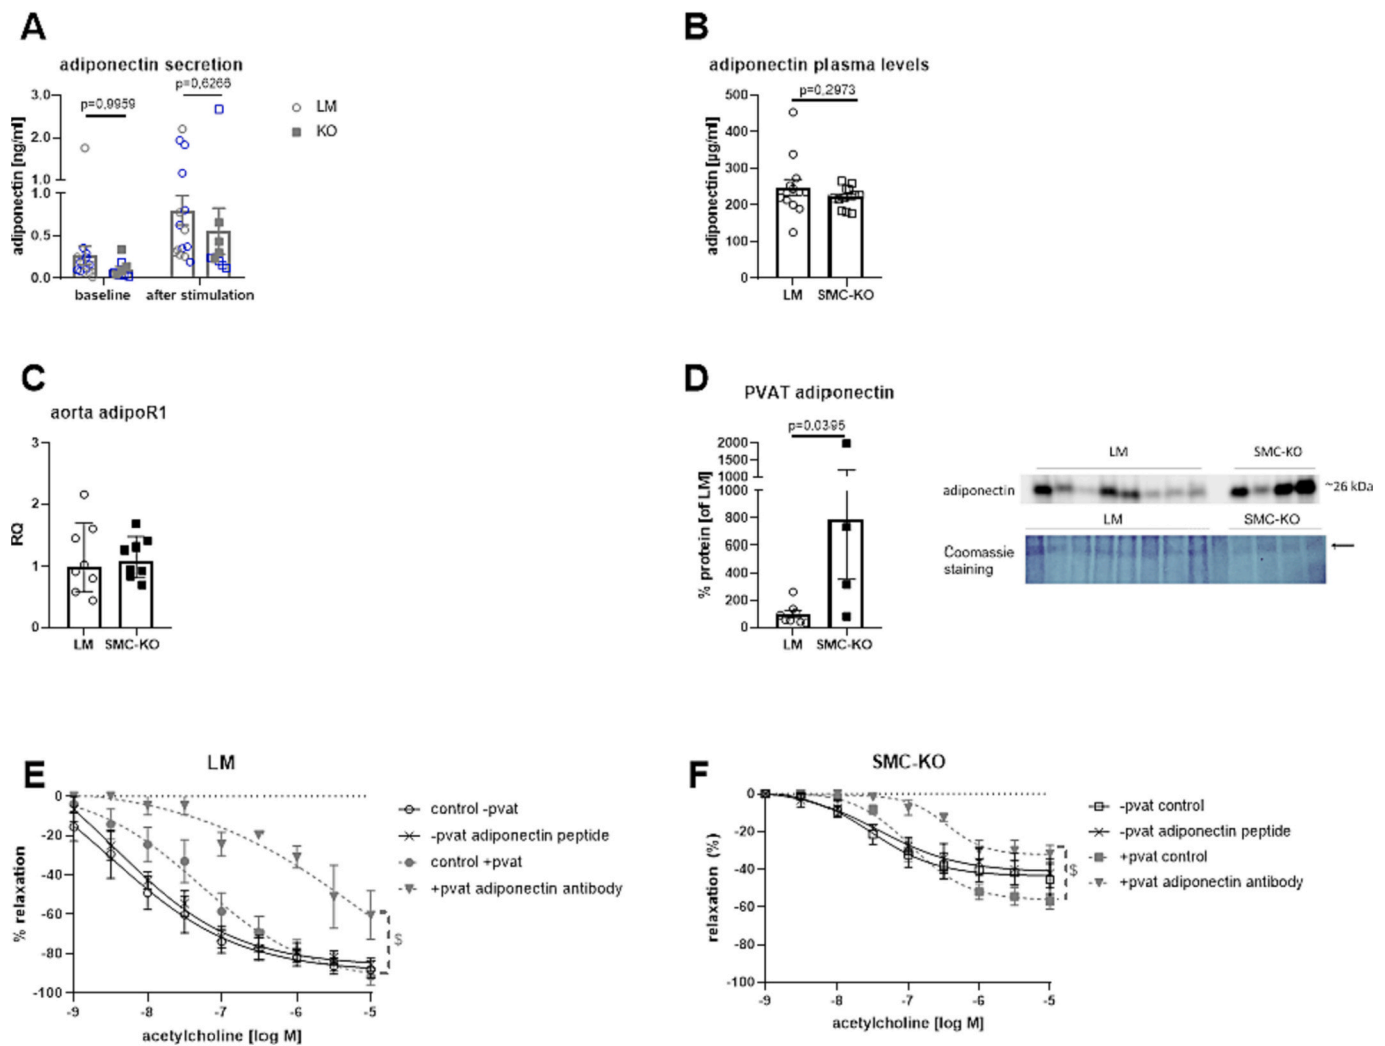 A
adiponectin secretion
p=0,9959
p=0,6266
adiponectin [ng/ml]
3.0
2.0
1.0
1.0
0.5
0.0
baseline
after stimulation
LM
KO
B
adiponectin plasma levels
p=0,2973
adiponectin [µg/ml]
500
400
300
200
100
0
LM
SMC-KO
C
aorta adipoR1
RQ
3
2
1
0
LM
SMC-KO
D
PVAT adiponectin
p=0,0395
% protein [of LM]
2000
1500
1000
1000
800
600
400
200
0
LM
SMC-KO
LM
SMC-KO
adiponectin
~26 kDa
LM
SMC-KO
Coomassie
staining
E
LM
% relaxation
0
-20
-40
-60
-80
-100
-9
-8
-7
-6
-5
acetylcholine [log M]
$
control -pvat
-pvat adiponectin peptide
control +pvat
+pvat adiponectin antibody
F
SMC-KO
relaxation (%)
0
-20
-40
-60
-80
-100
-9
-8
-7
-6
-5
acetylcholine [log M]
$
-pvat control
-pvat adiponectin peptide
+pvat control
+pvat adiponectin antibody